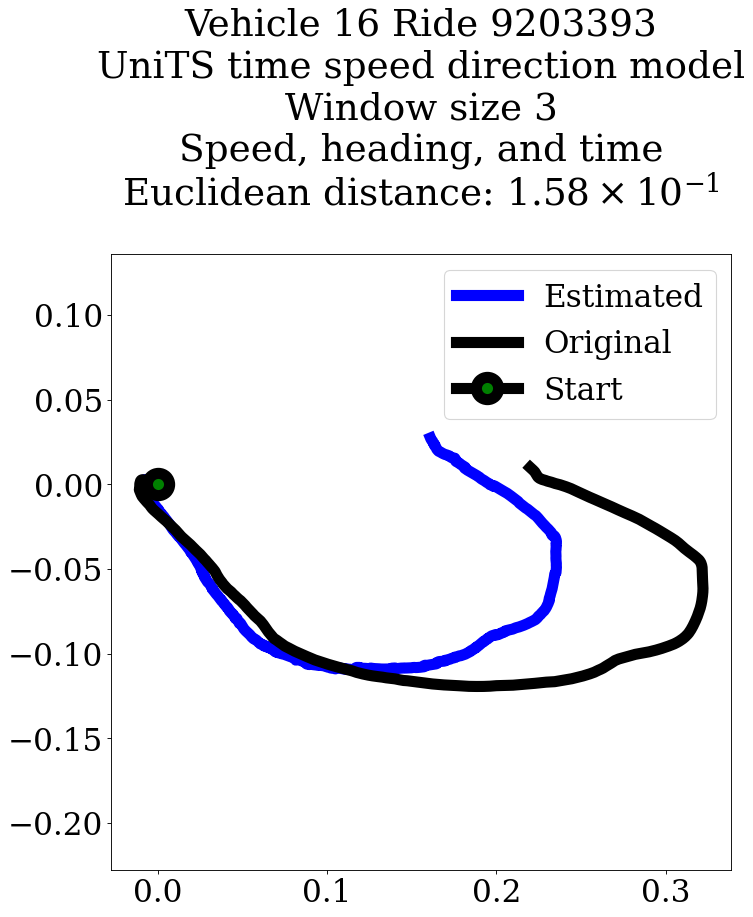 Vehicle 16 Ride 9203393
UniTS time speed direction model
Window size 3
Speed, heading, and time
Euclidean distance: $1.58 \times 10^{-1}$
Estimated
Original
Start
0.10
0.05
0.00
−0.05
−0.10
−0.15
−0.20
0.0 0.1 0.2 0.3